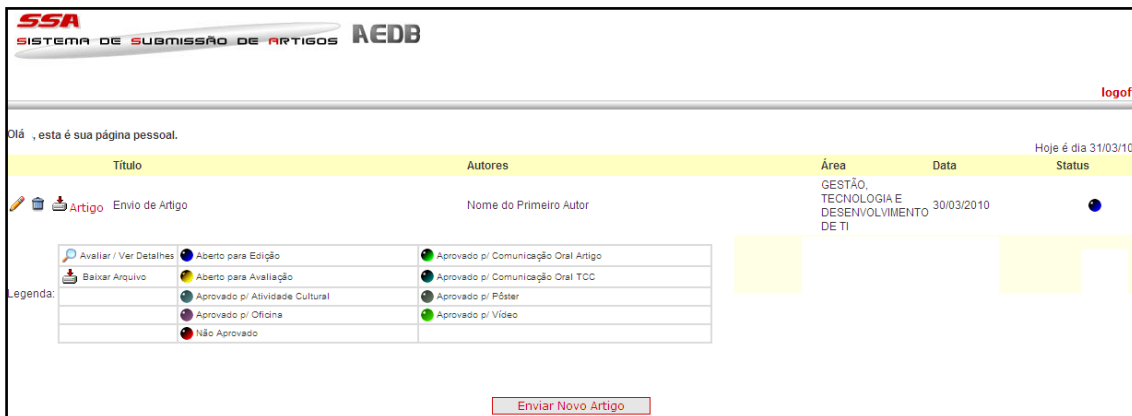 SSA
SISTEMA DE SUBMISSÃO DE ARTIGOS AEDB
logof
Olá , esta é sua página pessoal.
Hoje é dia 31/03/10
Título Autores Área Data Status
Artigo Envio de Artigo Nome do Primeiro Autor GESTÃO, TECNOLOGIA E DESENVOLVIMENTO DE TI 30/03/2010
Legenda:
Avaliar / Ver Detalhes Aberto para Edição Aprovado p/ Comunicação Oral Artigo
Baixar Arquivo Aberto para Avaliação Aprovado p/ Comunicação Oral TCC
Aprovado p/ Atividade Cultural Aprovado p/ Pôster
Aprovado p/ Oficina Aprovado p/ Vídeo
Não Aprovado
Enviar Novo Artigo